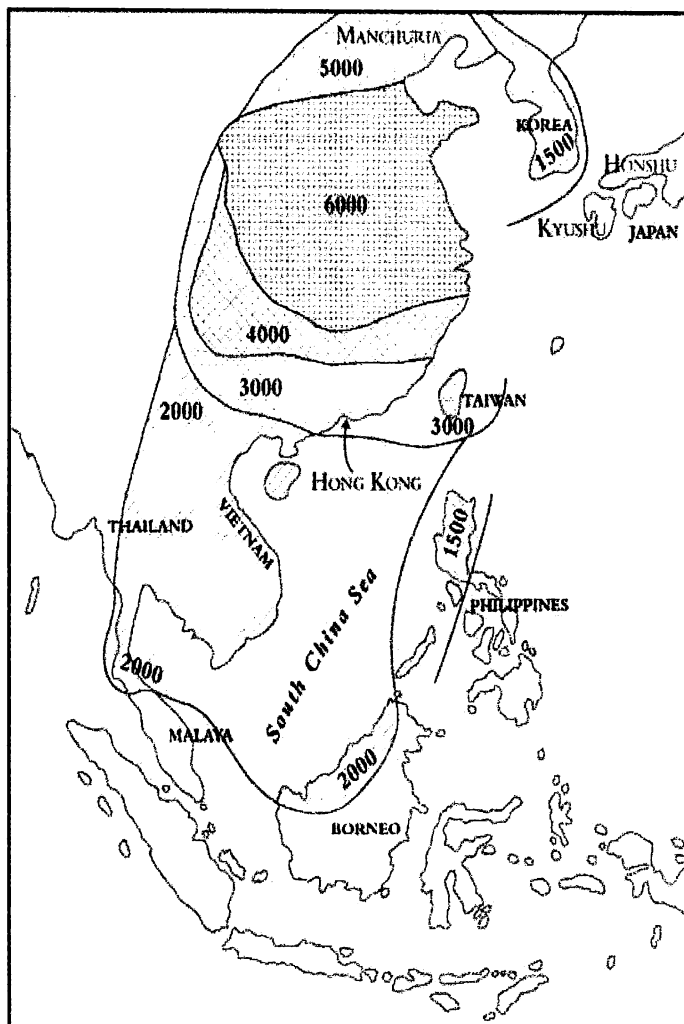 MANCHURIA
5000
KOREA
1500
HONSHU
6000
KYUSHU
JAPAN
4000
3000
2000
TAIWAN
3000
HONG KONG
THAILAND
VIETNAM
1500
PHILIPPINES
South China Sea
2000
MALAYA
2000
BORNEO